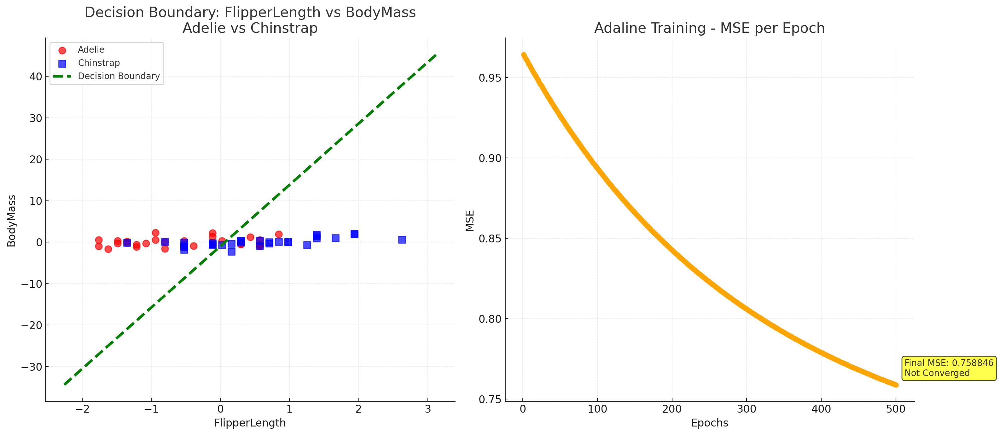 Decision Boundary: FlipperLength vs BodyMass
Adelie vs Chinstrap
Adelie
Chinstrap
Decision Boundary
40
30
20
10
0
−10
−20
−30
BodyMass
−2
−1
0
1
2
3
FlipperLength
Adaline Training - MSE per Epoch
0.95
0.90
0.85
0.80
0.75
MSE
Final MSE: 0.758846
Not Converged
0
100
200
300
400
500
Epochs